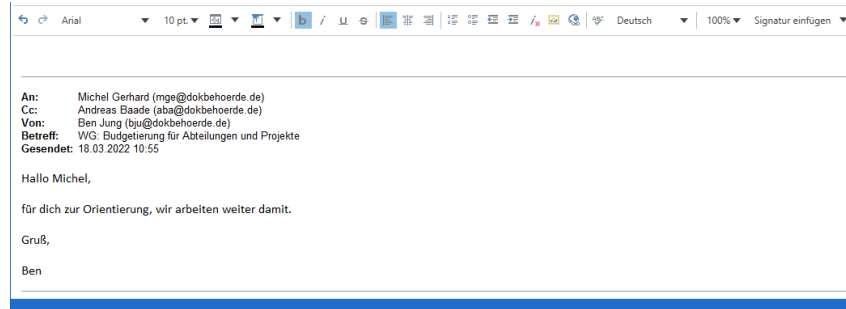 Arial 10 pt. b i u S ABC Deutsch 100% Signatur einfügen
An: Michel Gerhard (mge@dokbehoerde.de)
Cc: Andreas Baade (aba@dokbehoerde.de)
Von: Ben Jung (bju@dokbehoerde.de)
Betreff: WG: Budgetierung für Abteilungen und Projekte
Gesendet: 18.03.2022 10:55
Hallo Michel,
für dich zur Orientierung, wir arbeiten weiter damit.
Gruß,
Ben